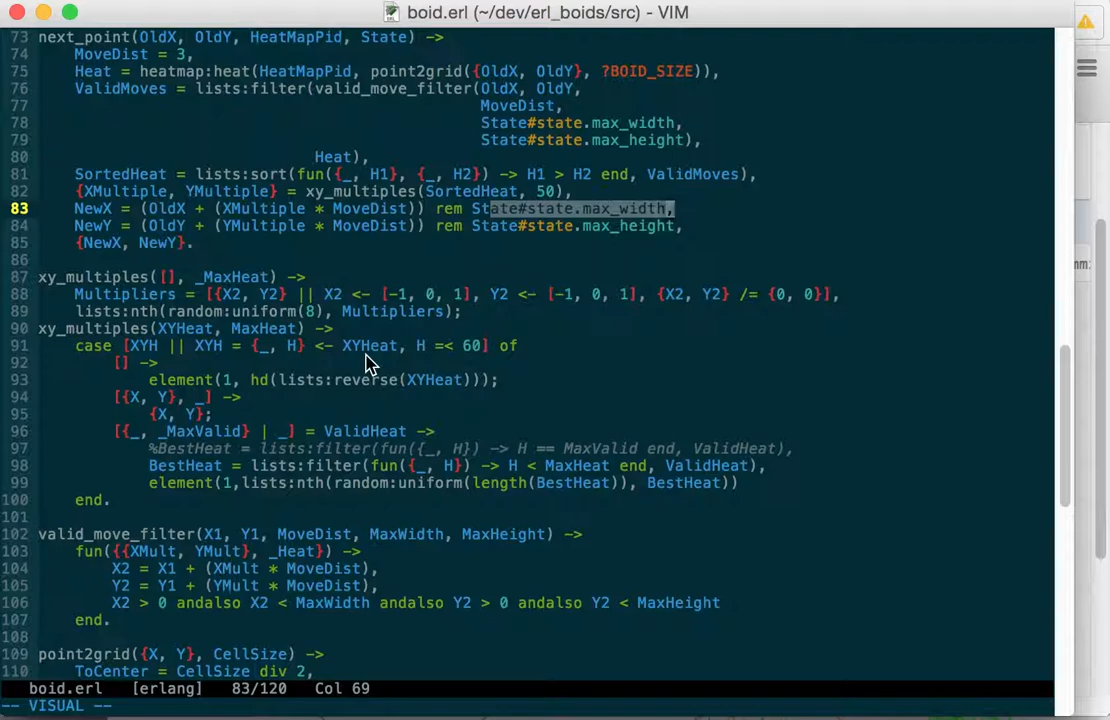 boid.erl (~/dev/erl_boids/src) - VIM
73 next_point(OldX, OldY, HeatMapPid, State) ->
74     MoveDist = 3,
75     Heat = heatmap:heat(HeatMapPid, point2grid({OldX, OldY}, ?BOID_SIZE)),
76     ValidMoves = lists:filter(valid_move_filter(OldX, OldY,
77                                                 MoveDist,
78                                                 State#state.max_width,
79                                                 State#state.max_height),
80                               Heat),
81     SortedHeat = lists:sort(fun({_, H1}, {_, H2}) -> H1 > H2 end, ValidMoves),
82     {XMultiple, YMultiple} = xy_multiples(SortedHeat, 50),
83     NewX = (OldX + (XMultiple * MoveDist)) rem State#state.max_width,
84     NewY = (OldY + (YMultiple * MoveDist)) rem State#state.max_height,
85     {NewX, NewY}.
86
87 xy_multiples([], _MaxHeat) ->
88     Multipliers = [{X2, Y2} || X2 <- [-1, 0, 1], Y2 <- [-1, 0, 1], {X2, Y2} /= {0, 0}],
89     lists:nth(random:uniform(8), Multipliers);
90 xy_multiples(XYHeat, MaxHeat) ->
91     case [XYH || XYH = {_, H} <- XYHeat, H =< 60] of
92         [] ->
93             element(1, hd(lists:reverse(XYHeat)));
94         [{X, Y}, _] ->
95             {X, Y};
96         [{_, _MaxValid} | _] = ValidHeat ->
97             %BestHeat = lists:filter(fun({_, H}) -> H == MaxValid end, ValidHeat),
98             BestHeat = lists:filter(fun({_, H}) -> H < MaxHeat end, ValidHeat),
99             element(1,lists:nth(random:uniform(length(BestHeat)), BestHeat))
100     end.
101
102 valid_move_filter(X1, Y1, MoveDist, MaxWidth, MaxHeight) ->
103     fun({{XMult, YMult}, _Heat}) ->
104         X2 = X1 + (XMult * MoveDist),
105         Y2 = Y1 + (YMult * MoveDist),
106         X2 > 0 andalso X2 < MaxWidth andalso Y2 > 0 andalso Y2 < MaxHeight
107     end.
108
109 point2grid({X, Y}, CellSize) ->
110     ToCenter = CellSize div 2,
boid.erl [erlang] 83/120 Col 69
-- VISUAL --